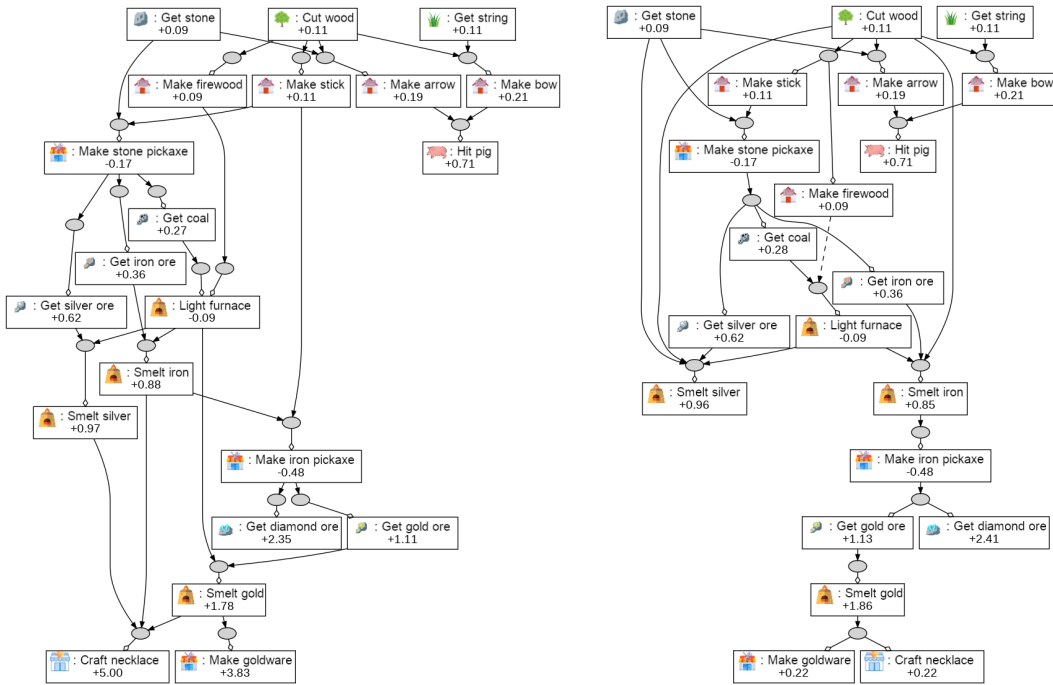 : Get stone
+0.09
: Cut wood
+0.11
: Get string
+0.11
: Make firewood
+0.09
: Make stick
+0.11
: Make arrow
+0.19
: Make bow
+0.21
: Make stone pickaxe
-0.17
: Hit pig
+0.71
: Get coal
+0.27
: Get iron ore
+0.36
: Get silver ore
+0.62
: Light furnace
-0.09
: Smelt iron
+0.88
: Smelt silver
+0.97
: Make iron pickaxe
-0.48
: Get diamond ore
+2.35
: Get gold ore
+1.11
: Smelt gold
+1.78
: Craft necklace
+5.00
: Make goldware
+3.83
: Get stone
+0.09
: Cut wood
+0.11
: Get string
+0.11
: Make stick
+0.11
: Make arrow
+0.19
: Make bow
+0.21
: Make stone pickaxe
-0.17
: Hit pig
+0.71
: Make firewood
+0.09
: Get coal
+0.28
: Get iron ore
+0.36
: Get silver ore
+0.62
: Light furnace
-0.09
: Smelt silver
+0.96
: Smelt iron
+0.85
: Make iron pickaxe
-0.48
: Get gold ore
+1.13
: Get diamond ore
+2.41
: Smelt gold
+1.86
: Make goldware
+0.22
: Craft necklace
+0.22